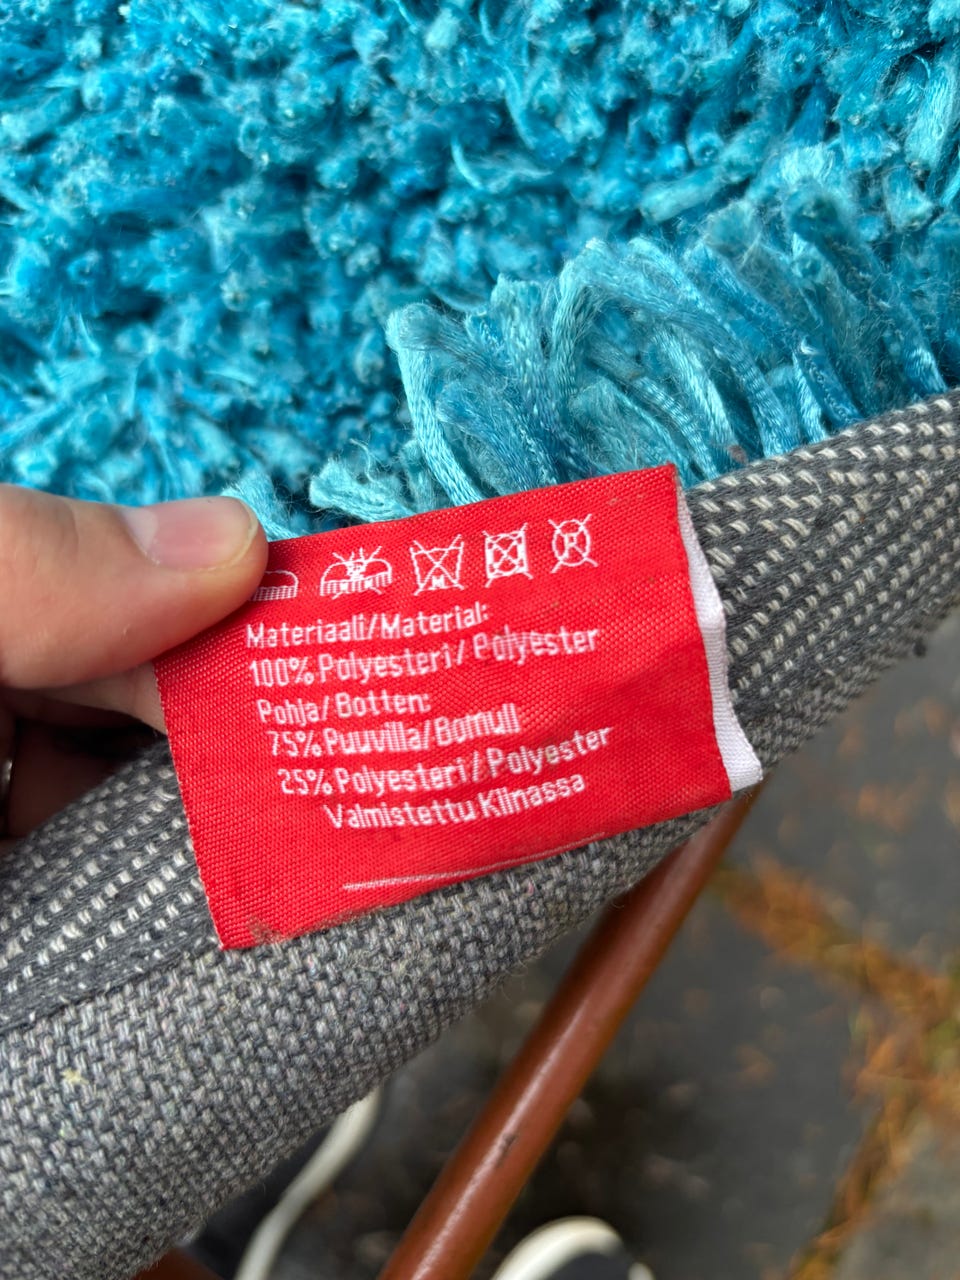 Materiaali/Material:
100% Polyesteri / Polyester
Pohja/ Botten:
75% Puuvilla/Bomull
25% Polyesteri / Polyester
Valmistettu Kiinassa